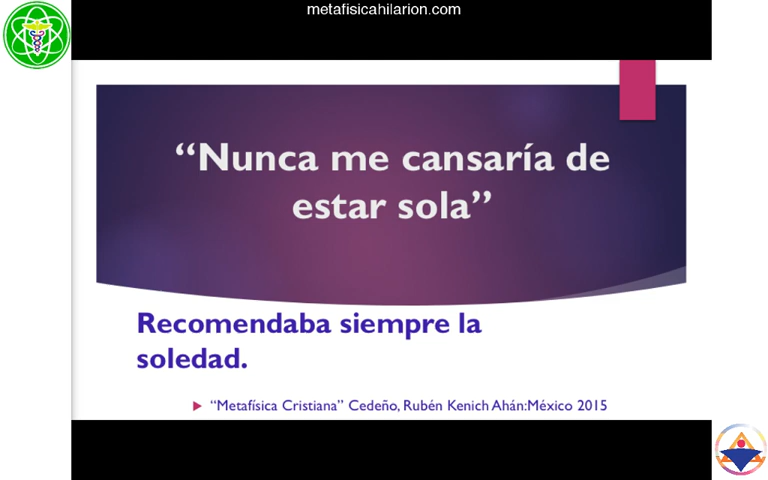 metafisicahilarion.com
“Nunca me cansaría de
estar sola”
Recomendaba siempre la
soledad.
“Metafísica Cristiana” Cedeño, Rubén Kenich Ahán:México 2015